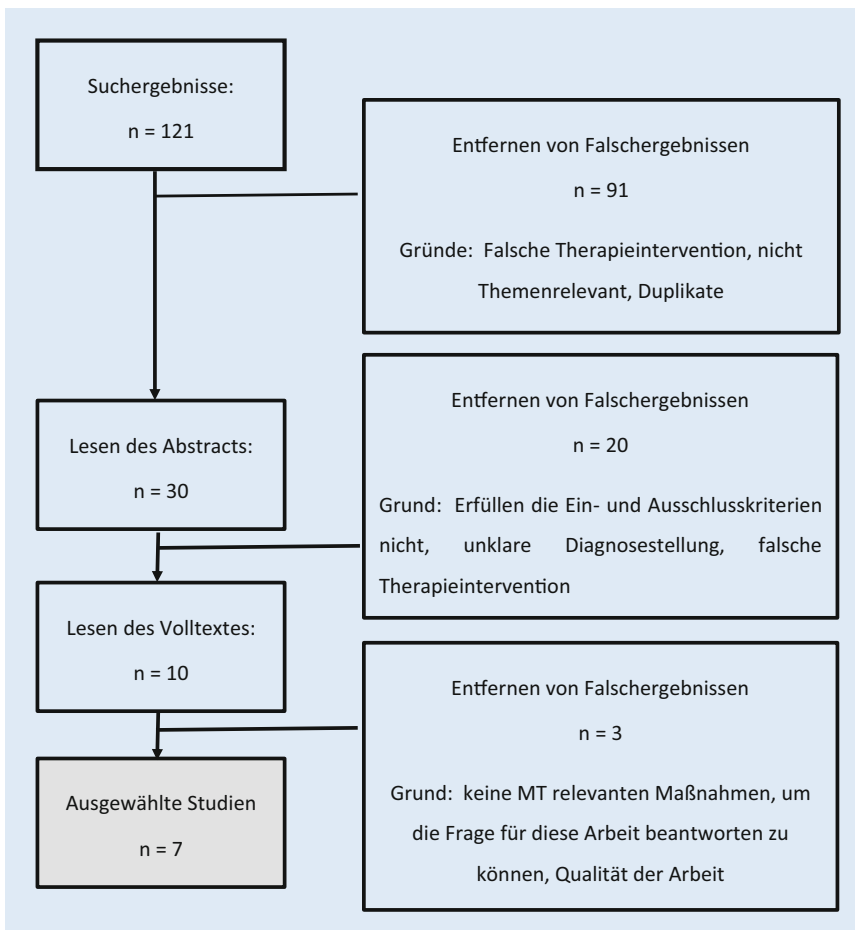 Suchergebnisse:
n = 121
Entfernen von Falschergebnissen
n = 91
Gründe: Falsche Therapieintervention, nicht
Themenrelevant, Duplikate
Lesen des Abstracts:
n = 30
Entfernen von Falschergebnissen
n = 20
Grund: Erfüllen die Ein- und Ausschlusskriterien
nicht, unklare Diagnosestellung, falsche
Therapieintervention
Lesen des Volltextes:
n = 10
Entfernen von Falschergebnissen
n = 3
Grund: keine MT relevanten Maßnahmen, um
die Frage für diese Arbeit beantworten zu
können, Qualität der Arbeit
Ausgewählte Studien
n = 7